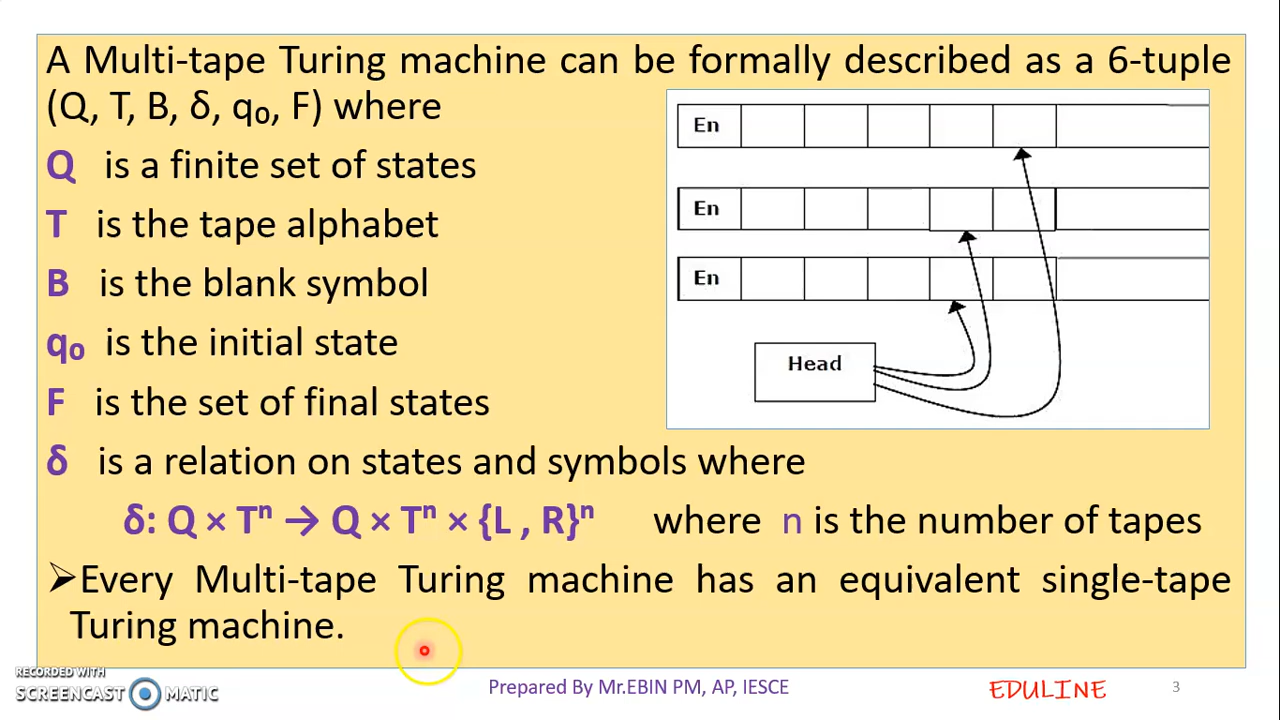 A Multi-tape Turing machine can be formally described as a 6-tuple
(Q, T, B, δ, q₀, F) where
Q is a finite set of states
T is the tape alphabet
B is the blank symbol
q₀ is the initial state
F is the set of final states
En
En
En
Head
δ is a relation on states and symbols where
δ: Q × Tⁿ → Q × Tⁿ × {L , R}ⁿ where n is the number of tapes
➢Every Multi-tape Turing machine has an equivalent single-tape
Turing machine.
RECORDED WITH
SCREENCAST MATIC
Prepared By Mr.EBIN PM, AP, IESCE
EDULINE
3